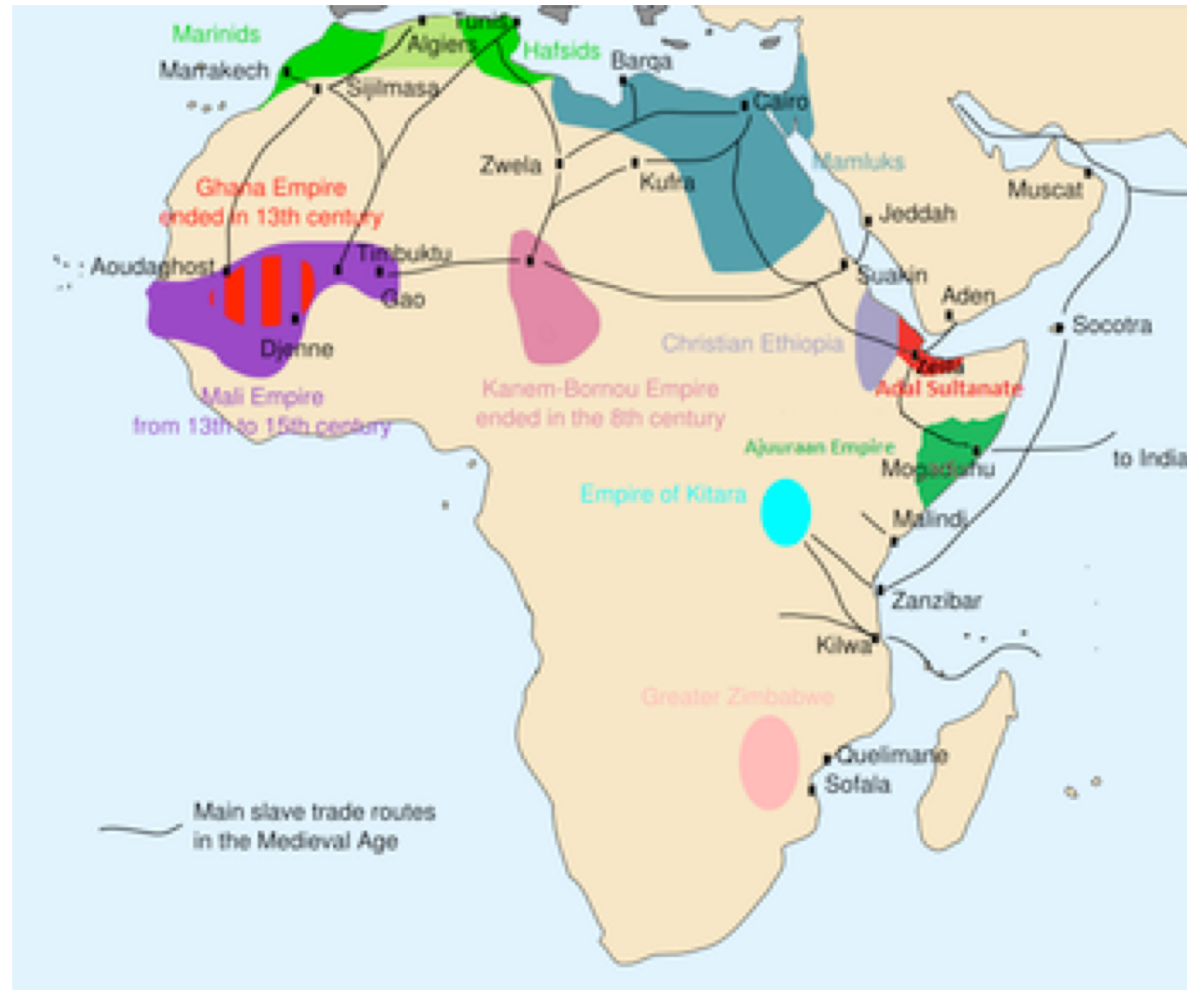 Marinids
Tunis
Algiers
Hafsids
Marrakech
Sijilmasa
Barqa
Cairo
Zwela
Kufra
Mamluks
Muscat
Ghana Empire
ended in 13th century
Jeddah
Aoudaghost
Timbuktu
Gao
Suakin
Aden
Socotra
Djenne
Christian Ethiopia
Zeila
Adal Sultanate
Mali Empire
from 13th to 15th century
Kanem-Bornou Empire
ended in the 8th century
Ajuuraan Empire
Mogadishu
to India
Empire of Kitara
Malindi
Zanzibar
Kilwa
Greater Zimbabwe
Quelimane
Sofala
Main slave trade routes
in the Medieval Age